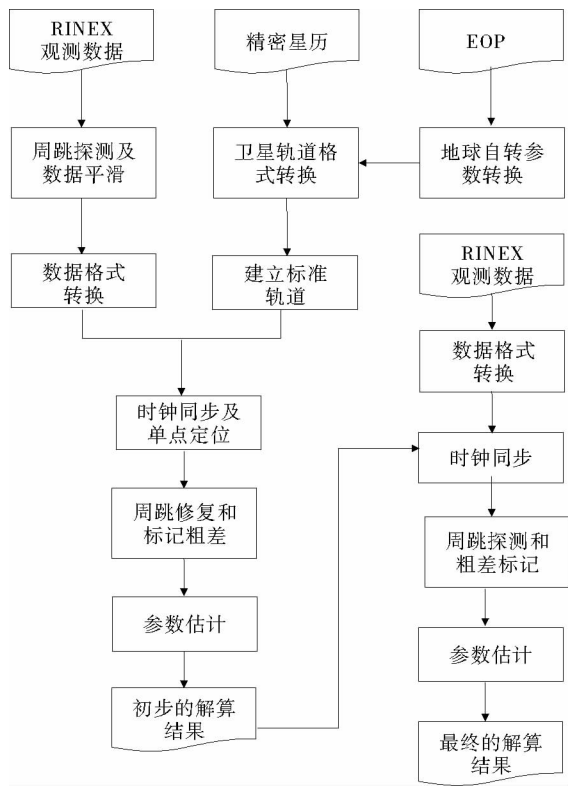 RINEX
观测数据
精密星历
EOP
周跳探测及
数据平滑
卫星轨道格
式转换
地球自转参
数转换
数据格式
转换
建立标准
轨道
RINEX
观测数据
数据格式
转换
时钟同步及
单点定位
时钟同步
周跳修复和
标记粗差
周跳探测和
粗差标记
参数估计
参数估计
初步的解算
结果
最终的解算
结果